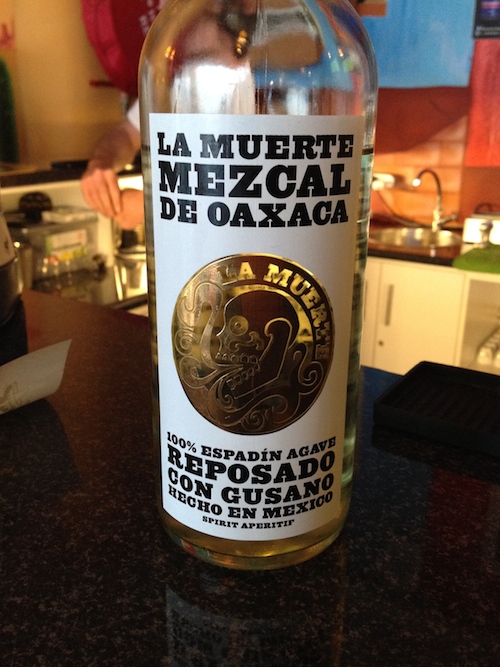 LA MUERTE
MEZCAL
DE OAXACA
LA MUERTE
100% ESPADÍN AGAVE
REPOSADO
CON GUSANO
HECHO EN MEXICO
SPIRIT APERITIF